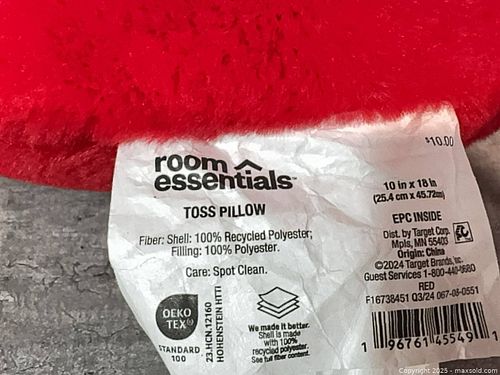 $10.00
room
essentials™
TOSS PILLOW
Fiber: Shell: 100% Recycled Polyester;
Filling: 100% Polyester.
Care: Spot Clean.
OEKO
TEX®
STANDARD
100
23.HCN.12160
HOHENSTEIN HTTI
We made it better.
Shell is made
with 100%
recycled polyester.
See full fiber content.
10 in x 18 in
(25.4 cm x 45.72cm)
EPC INSIDE
Dist. by Target Corp.
Mpls, MN 55403
Origin: China
©2024 Target Brands, Inc.
Guest Services 1-800-440-0680
RED
F16738451 Q3/24 067-08-0551
1 96761 45549 1
Copyright 2025 - maxsold.com